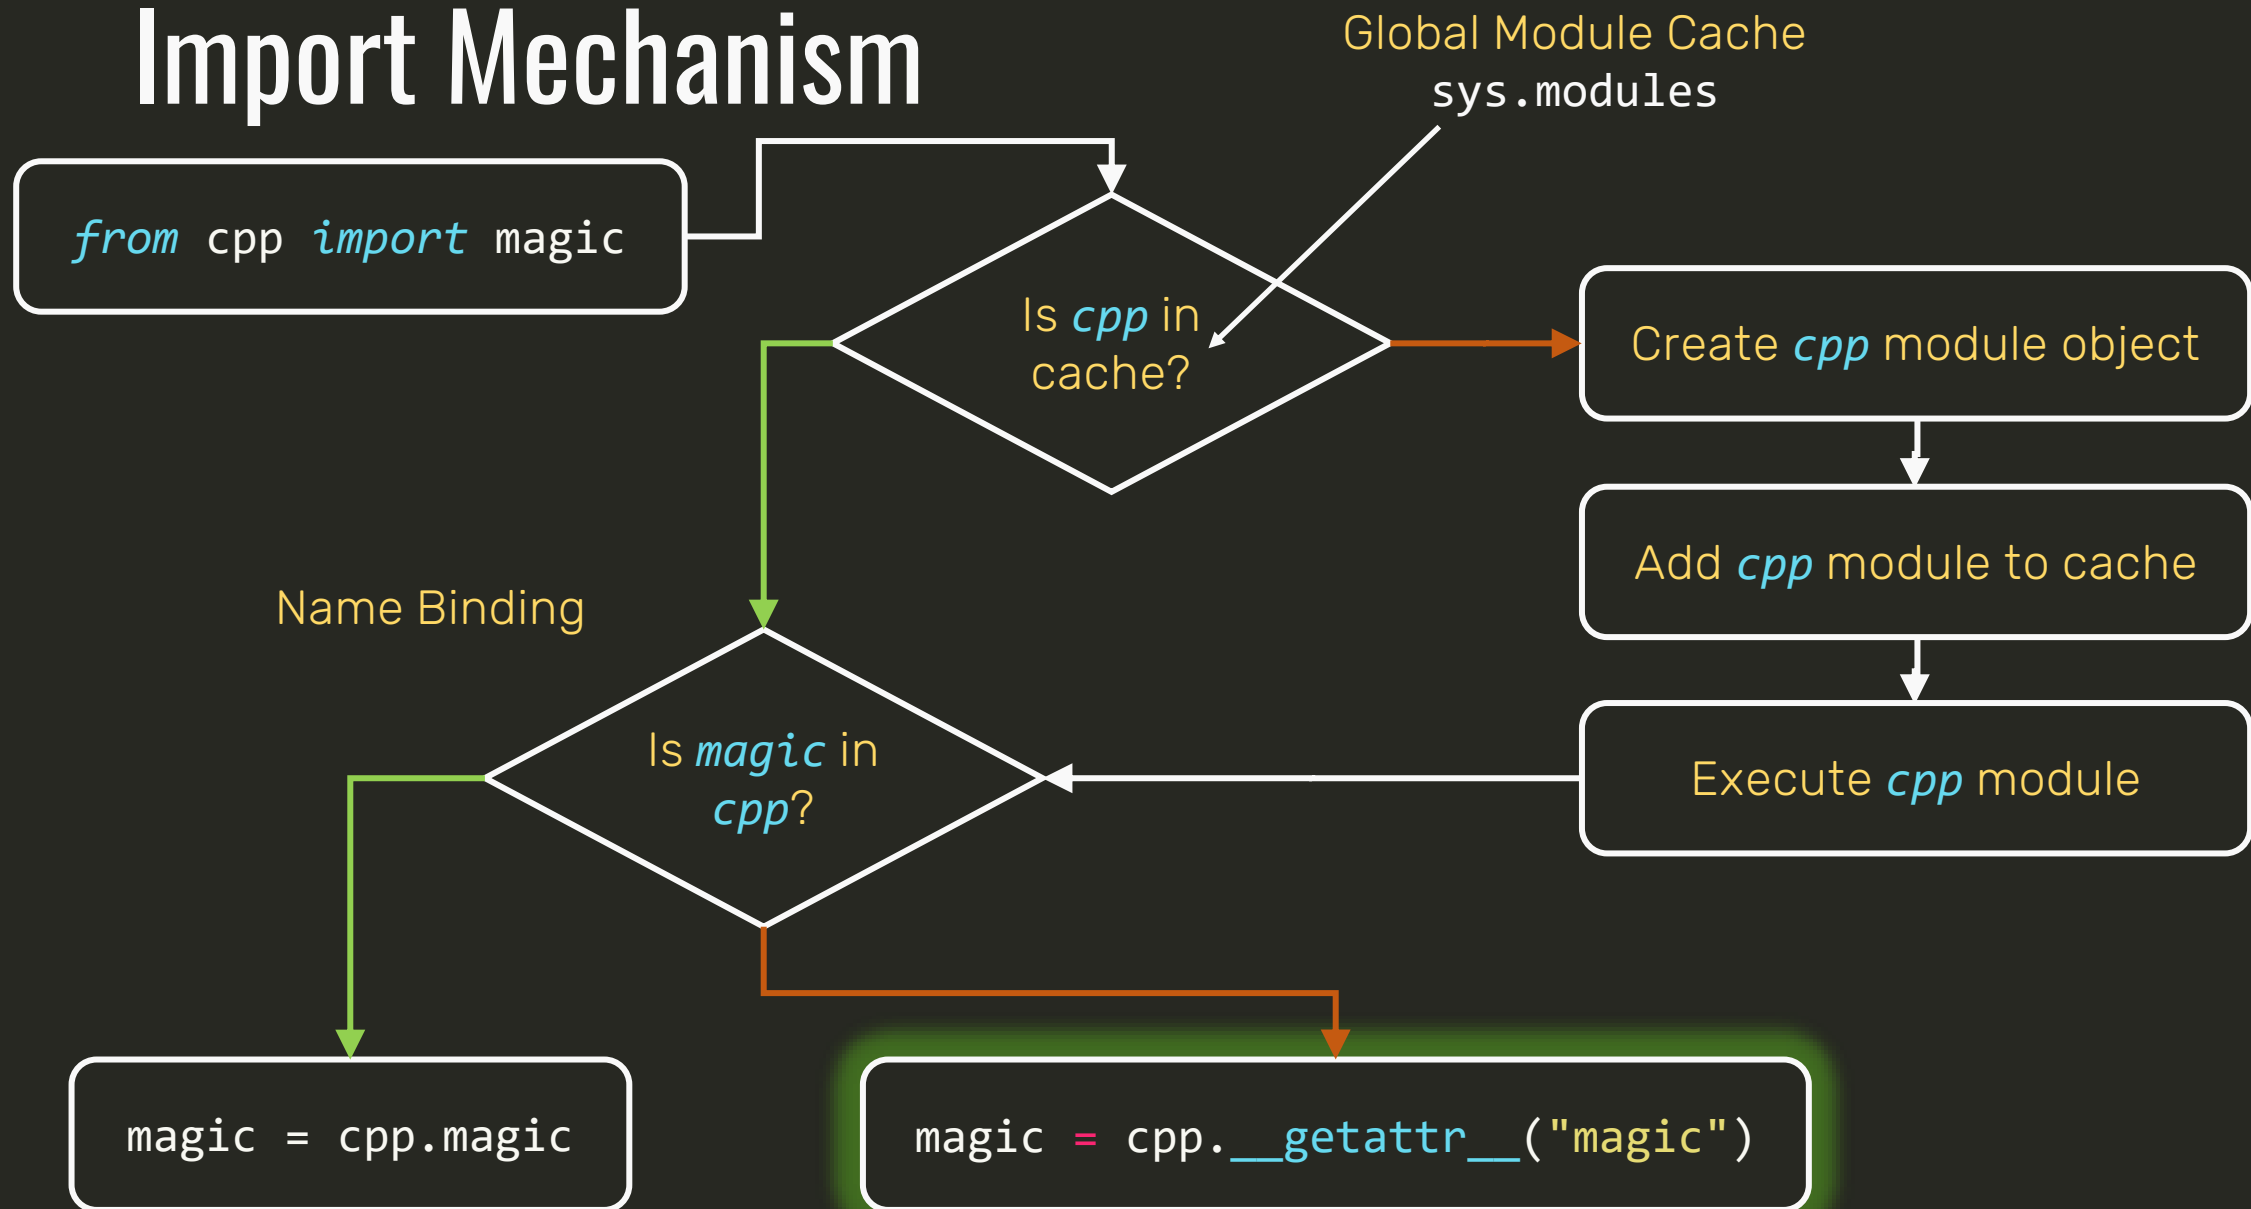 Import Mechanism
Global Module Cache
sys.modules
from cpp import magic
Is cpp in
cache?
Create cpp module object
Add cpp module to cache
Name Binding
Is magic in
cpp?
Execute cpp module
magic = cpp.magic
magic = cpp.__getattr__("magic")